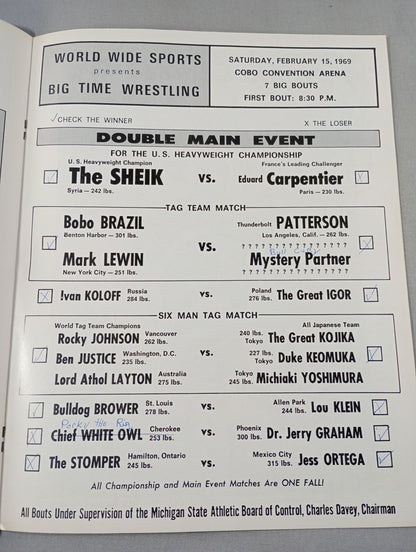 WORLD WIDE SPORTS
presents
BIG TIME WRESTLING
SATURDAY, FEBRUARY 15, 1969
COBO CONVENTION ARENA
7 BIG BOUTS
FIRST BOUT: 8:30 P.M.
✓CHECK THE WINNER
X THE LOSER
DOUBLE MAIN EVENT
FOR THE U.S. HEAVYWEIGHT CHAMPIONSHIP
U.S. Heavyweight Champion
The SHEIK
Syria — 242 lbs.
VS.
France's Leading Challenger
Eduard Carpentier
Paris — 230 lbs.
TAG TEAM MATCH
Bobo BRAZIL
Benton Harbor — 301 lbs.
Mark LEWIN
New York City — 251 lbs.
VS.
Thunderbolt PATTERSON
Los Angeles, Calif. — 262 lbs.
? ? ? ? ? ? ? ? ? ? ? ? ? ? ?
Mystery Partner
? ? ? ? ? ? ? ? ? ? ? ? ? ? ?
!van KOLOFF Russia 284 lbs.
vs.
Poland 276 lbs. The Great IGOR
SIX MAN TAG MATCH
World Tag Team Champions
Rocky JOHNSON Vancouver 262 lbs.
Ben JUSTICE Washington, D.C. 235 lbs.
Lord Athol LAYTON Australia 275 lbs.
VS.
All Japanese Team
240 lbs. Tokyo The Great KOJIKA
227 lbs. Tokyo Duke KEOMUKA
Tokyo 245 lbs. Michiaki YOSHIMURA
Bulldog BROWER St. Louis 278 lbs.
VS.
Allen Park 244 lbs. Lou KLEIN
Chief WHITE OWL Cherokee 253 lbs.
VS.
Phoenix 300 lbs. Dr. Jerry GRAHAM
The STOMPER Hamilton, Ontario 245 lbs.
VS.
Mexico City 315 lbs. Jess ORTEGA
All Championship and Main Event Matches Are ONE FALL!
All Bouts Under Supervision of the Michigan State Athletic Board of Control, Charles Davey, Chairman